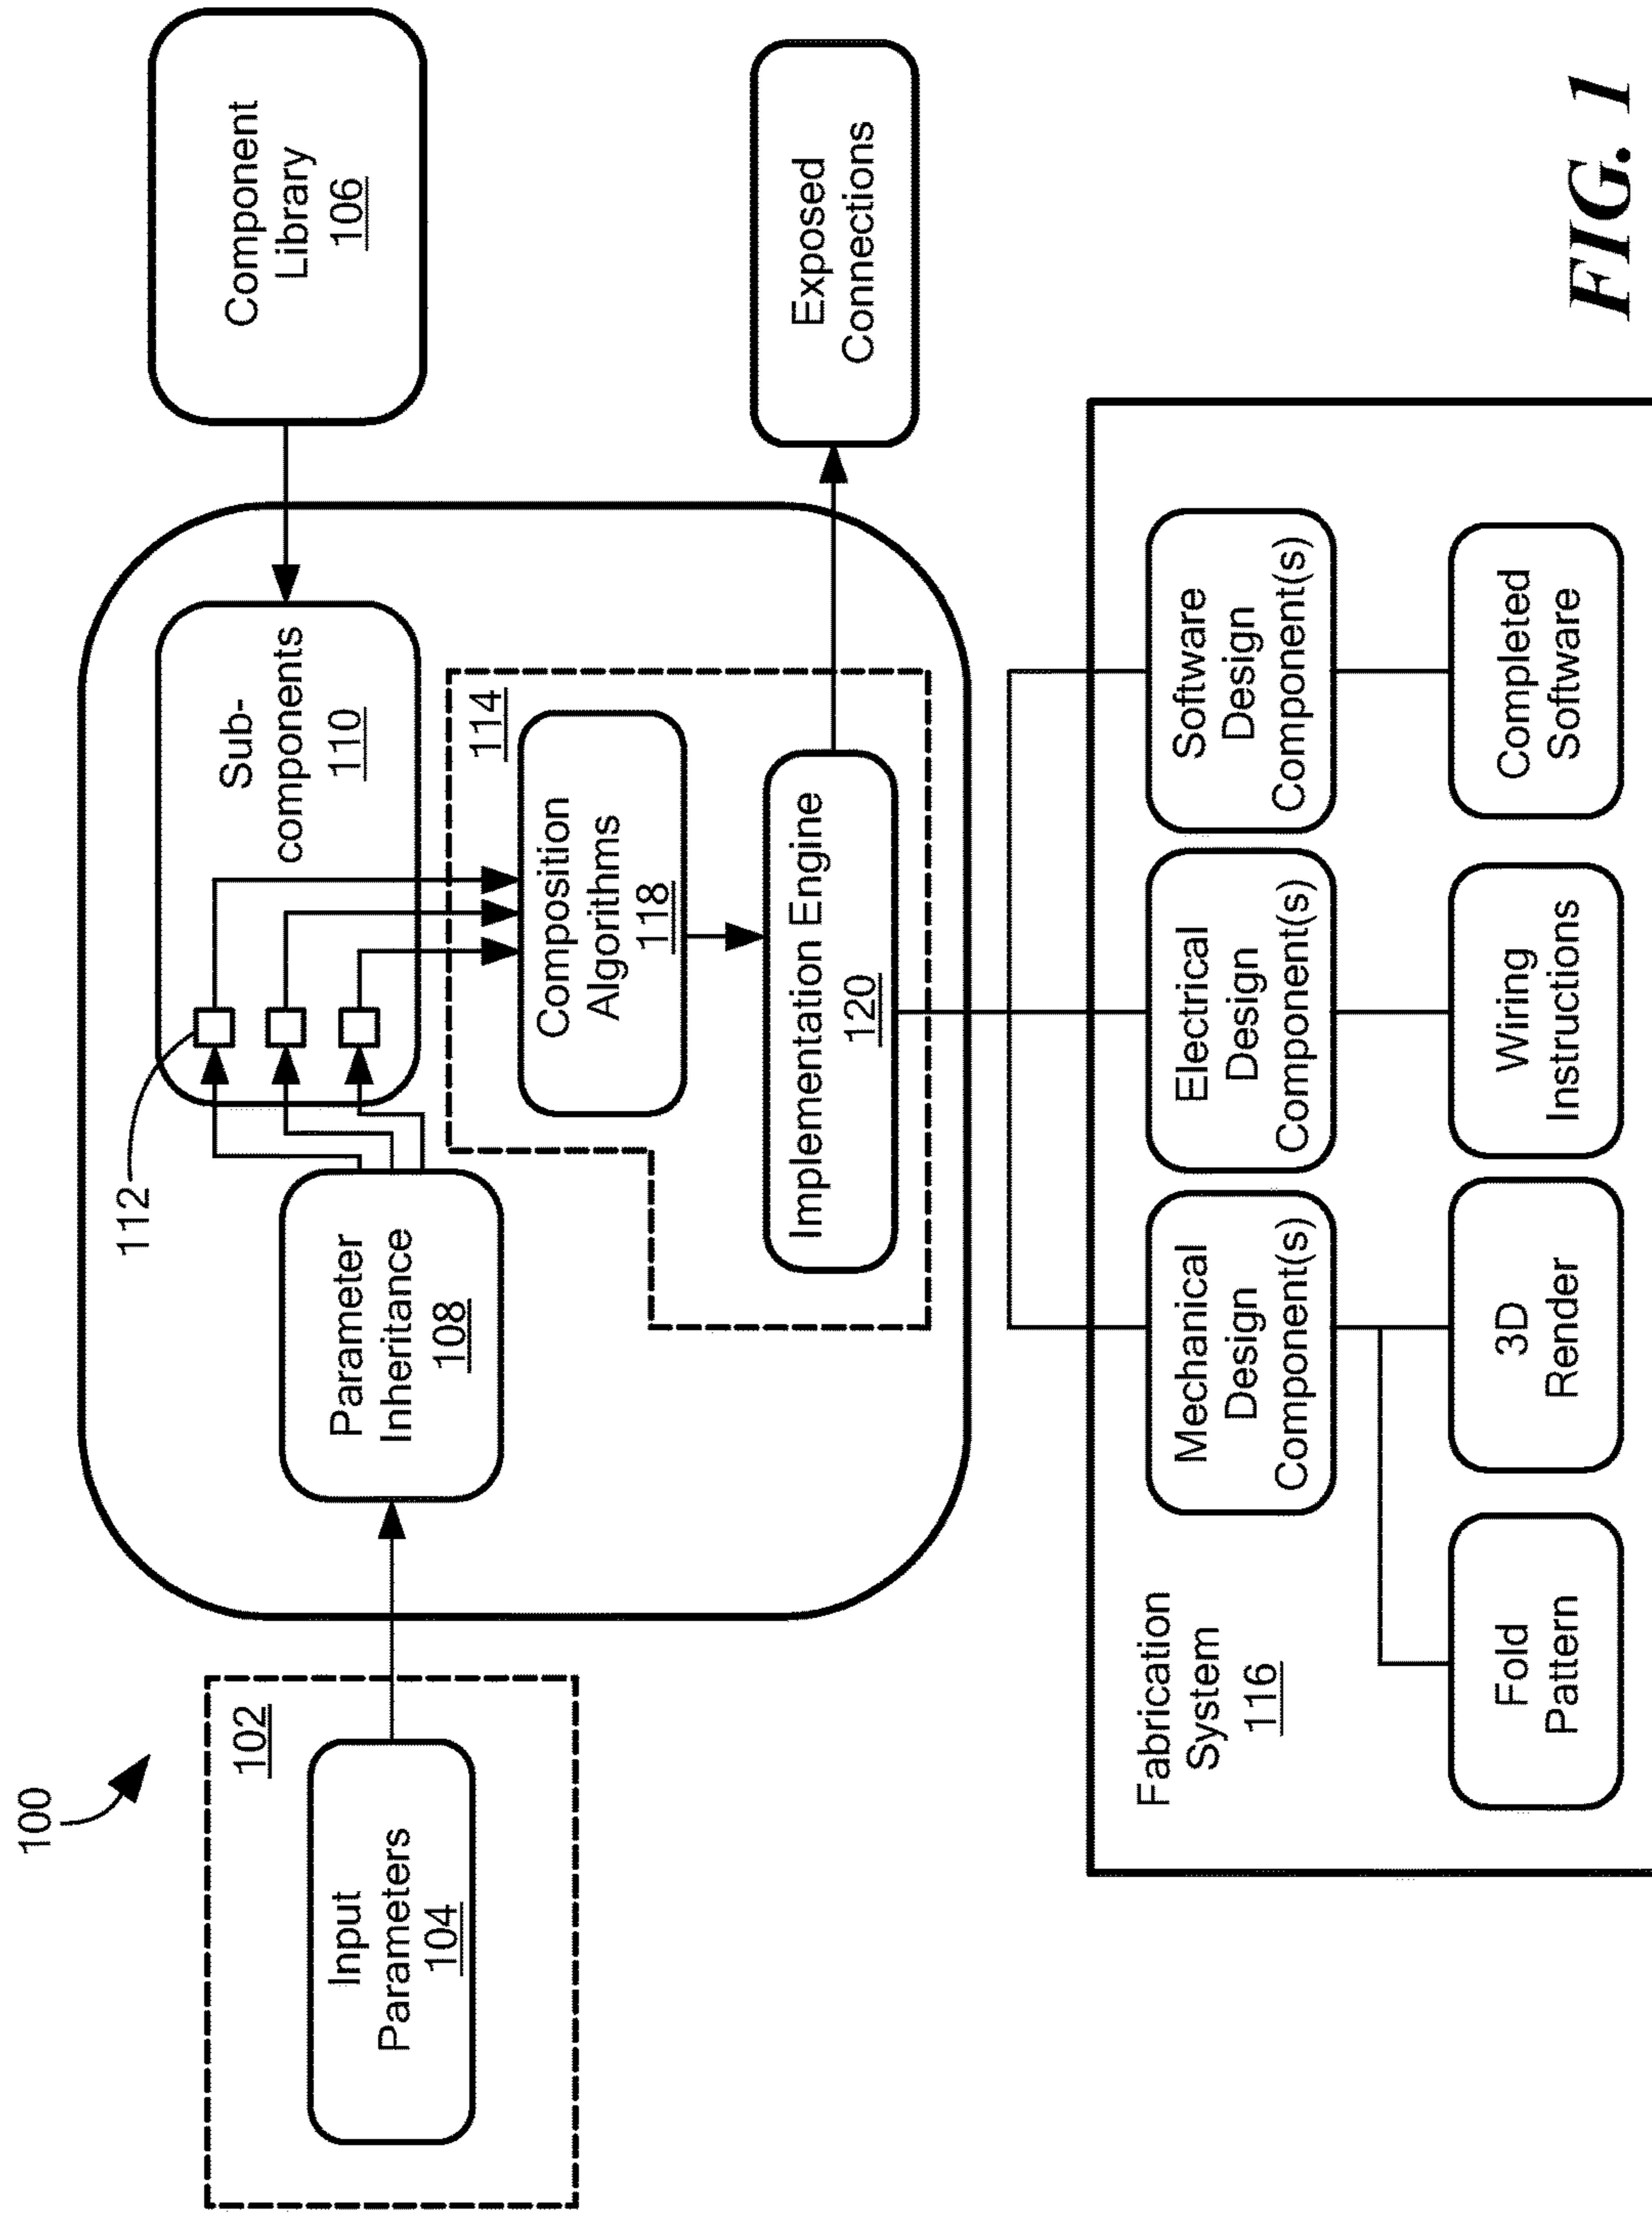 100
102
Input
Parameters
104
112
Parameter
Inheritance
108
Sub-
components
110
Component
Library
106
114
Composition
Algorithms
118
Implementation Engine
120
Exposed
Connections
Fabrication
System
116
Mechanical
Design
Component(s)
Electrical
Design
Component(s)
Software
Design
Component(s)
Fold
Pattern
3D
Render
Wiring
Instructions
Completed
Software
FIG. 1